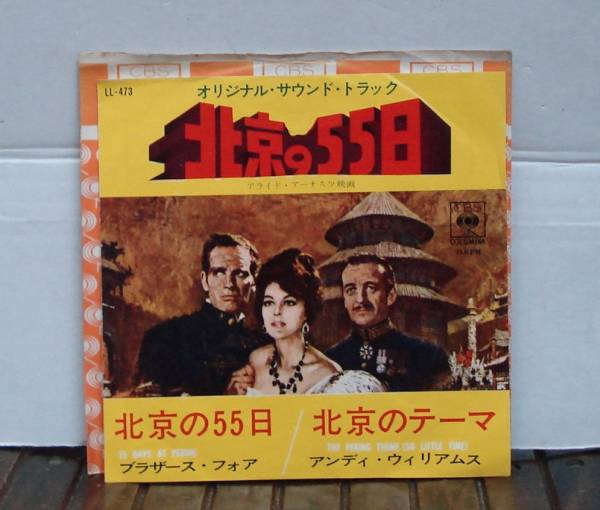 CBS CBS CBS
LL-473
オリジナル・サウンド・トラック
北京の55日
アライド・アーチスツ映画
CBS
COLUMBIA
北京の55日 / 北京のテーマ
55 DAYS AT PEKING
THE PEKING THEME (SO LITTLE TIME)
ブラザース・フォア
アンディ・ウィリアムス